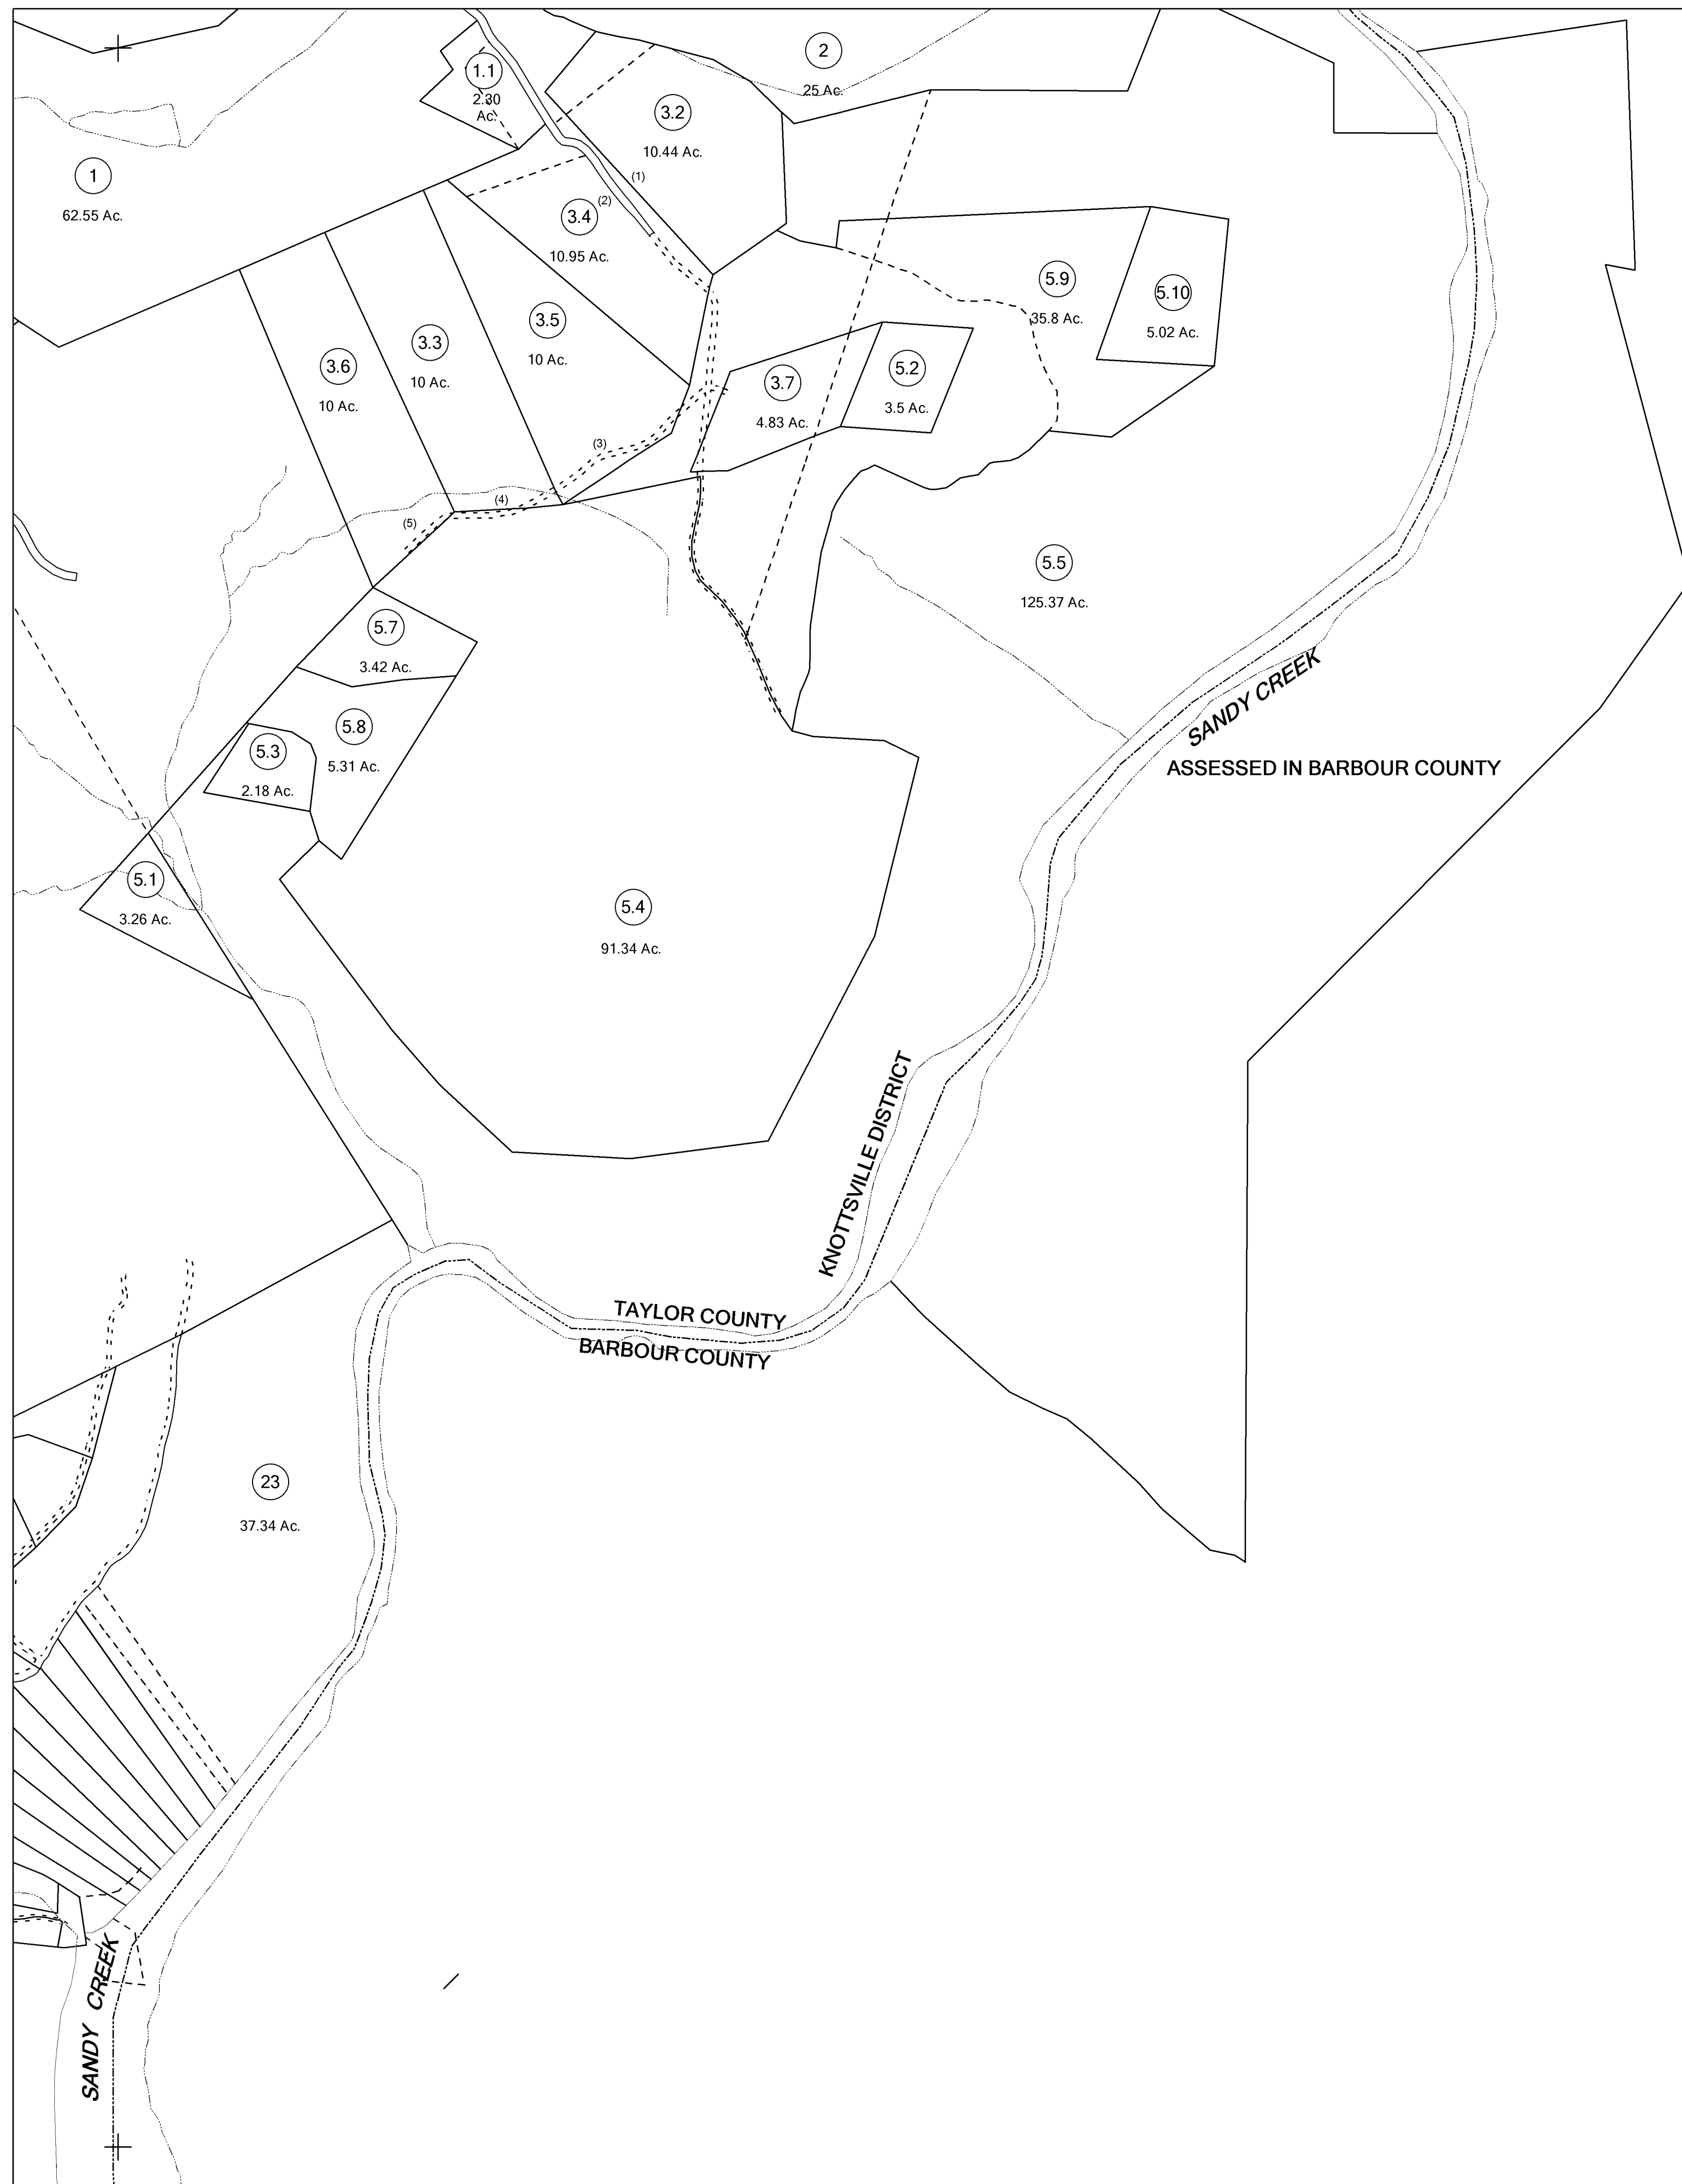 2
25 Ac.
1.1
2.30
Ac.
3.2
10.44 Ac.
1
62.55 Ac.
(1)
(2)
3.4
10.95 Ac.
5.9
35.8 Ac.
5.10
5.02 Ac.
3.5
10 Ac.
3.3
10 Ac.
3.6
10 Ac.
3.7
4.83 Ac.
5.2
3.5 Ac.
(3)
(4)
(5)
5.5
125.37 Ac.
5.7
3.42 Ac.
5.8
5.31 Ac.
5.3
2.18 Ac.
SANDY CREEK
ASSESSED IN BARBOUR COUNTY
5.1
3.26 Ac.
5.4
91.34 Ac.
KNOTTSVILLE DISTRICT
TAYLOR COUNTY
BARBOUR COUNTY
23
37.34 Ac.
SANDY CREEK